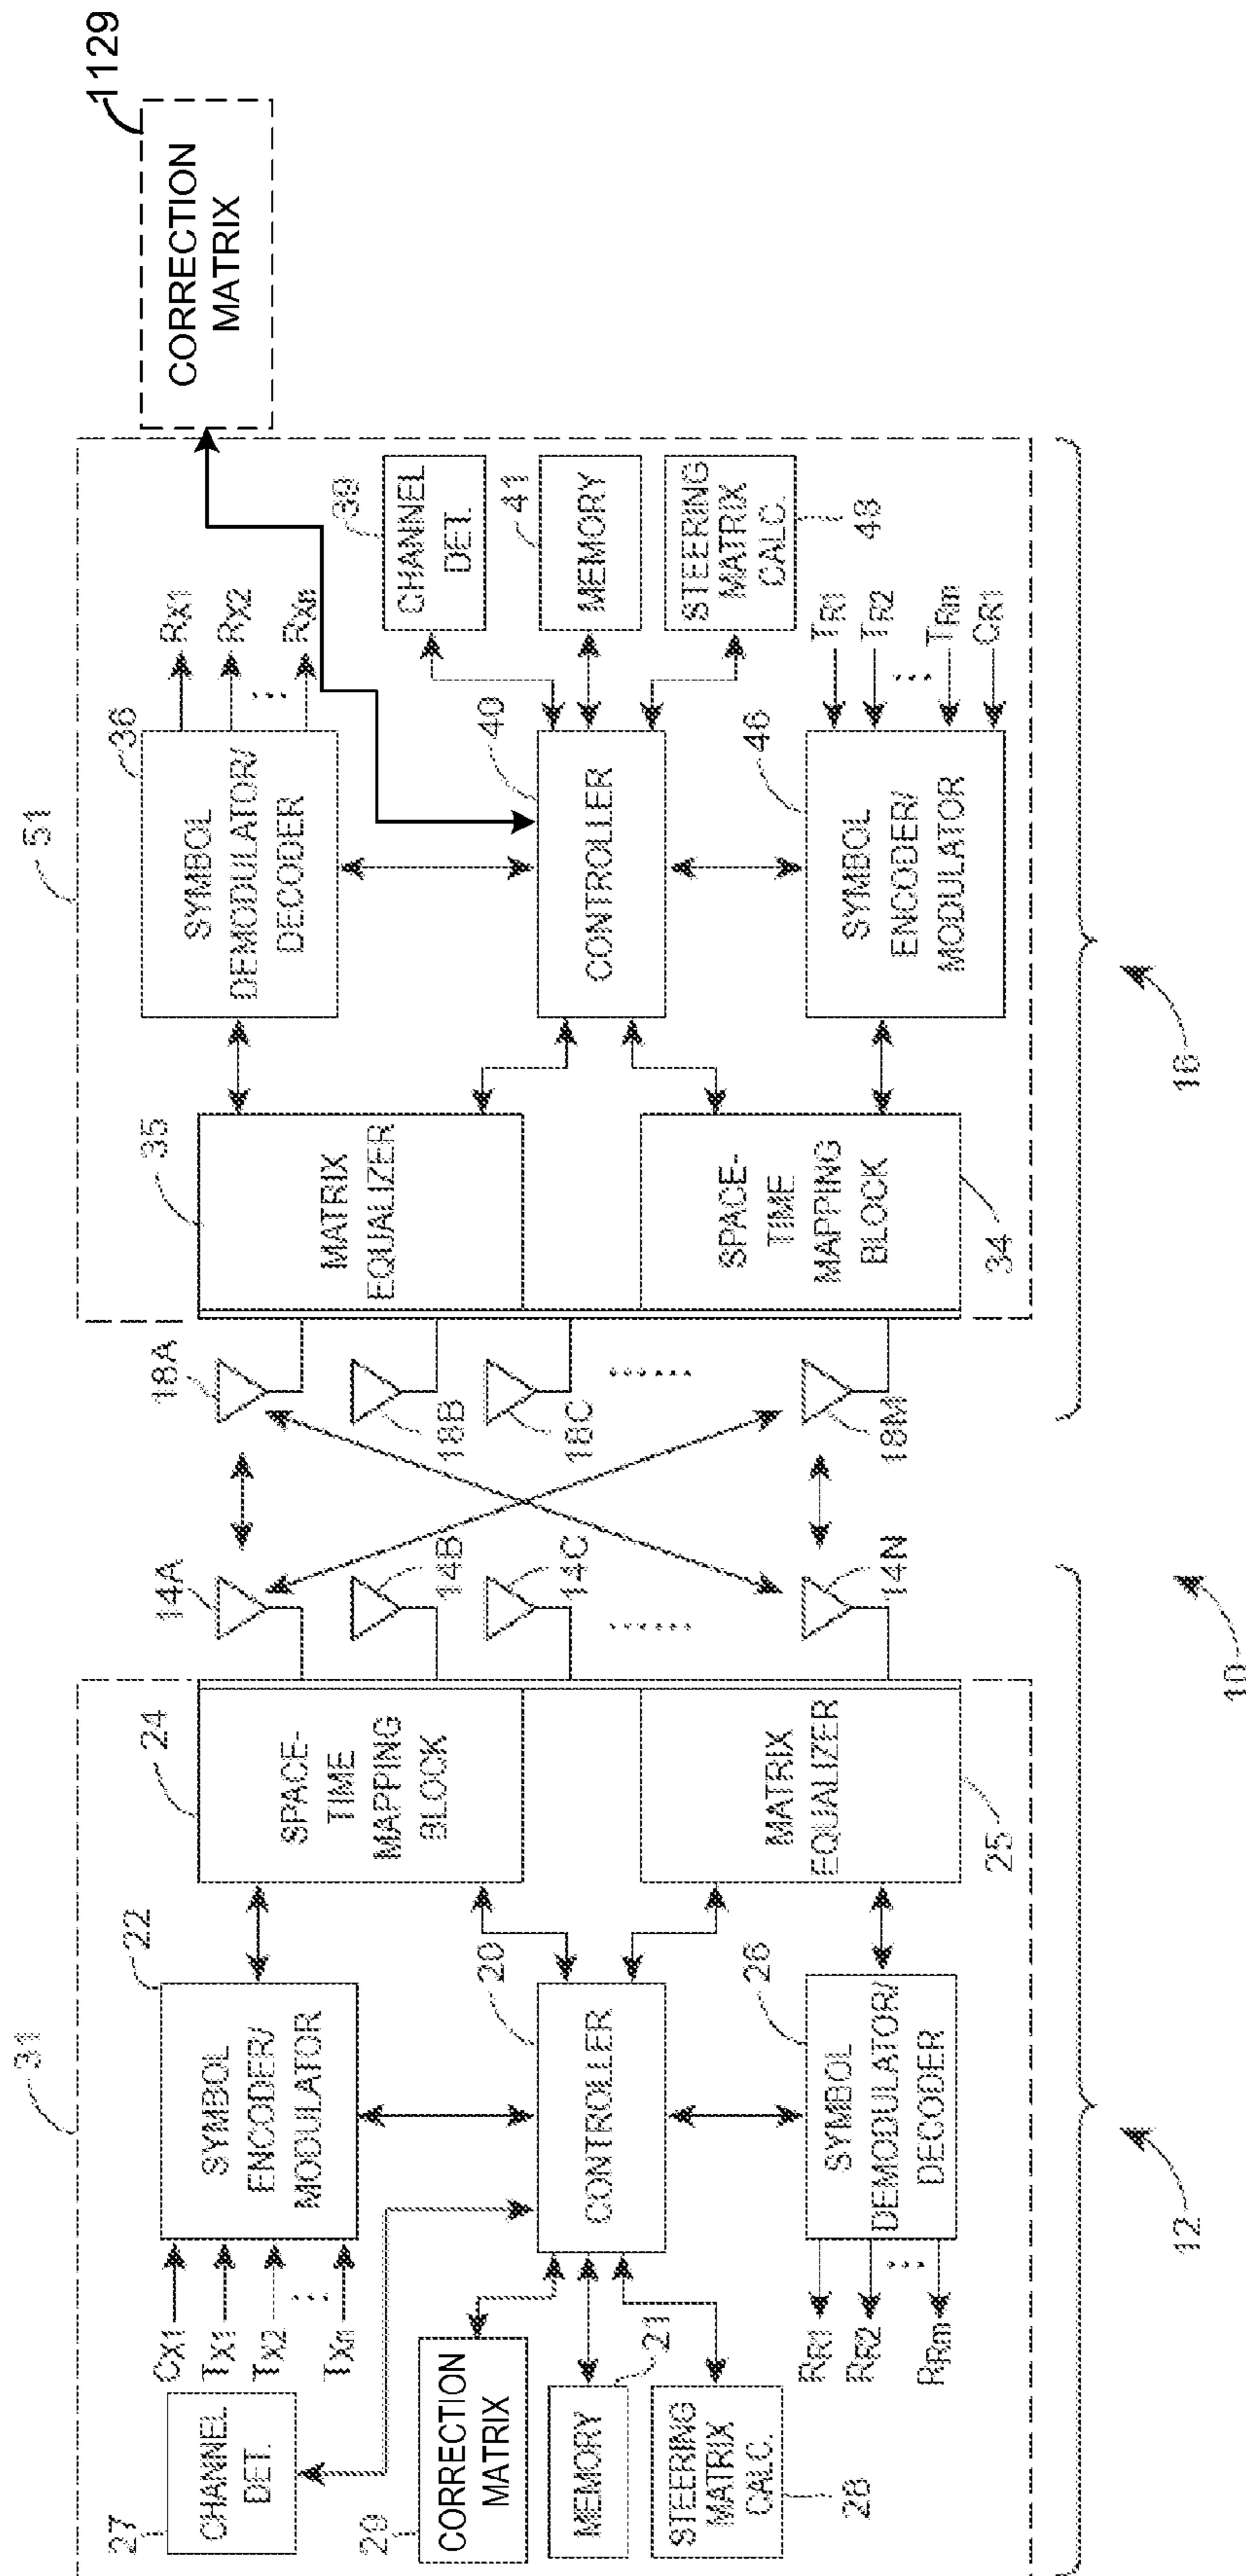 31
27
CHANNEL
DET.
CX1
TX1
TX2
TXn
22
SYMBOL
ENCODER/
MODULATOR
24
SPACE-
TIME
MAPPING
BLOCK
14A
14B
14C
14N
29
CORRECTION
MATRIX
MEMORY
21
STEERING
MATRIX
CALC.
28
20
CONTROLLER
26
SYMBOL
DEMODULATOR/
DECODER
RR1
RR2
RRm
MATRIX
EQUALIZER
25
12
10
51
18A
18B
18C
18M
35
MATRIX
EQUALIZER
SPACE-
TIME
MAPPING
BLOCK
34
36
SYMBOL
DEMODULATOR/
DECODER
RX1
RX2
RXn
40
CONTROLLER
39
CHANNEL
DET.
41
MEMORY
STEERING
MATRIX
CALC.
48
46
SYMBOL
ENCODER/
MODULATOR
TR1
TR2
TRm
CR1
16
1129
CORRECTION
MATRIX